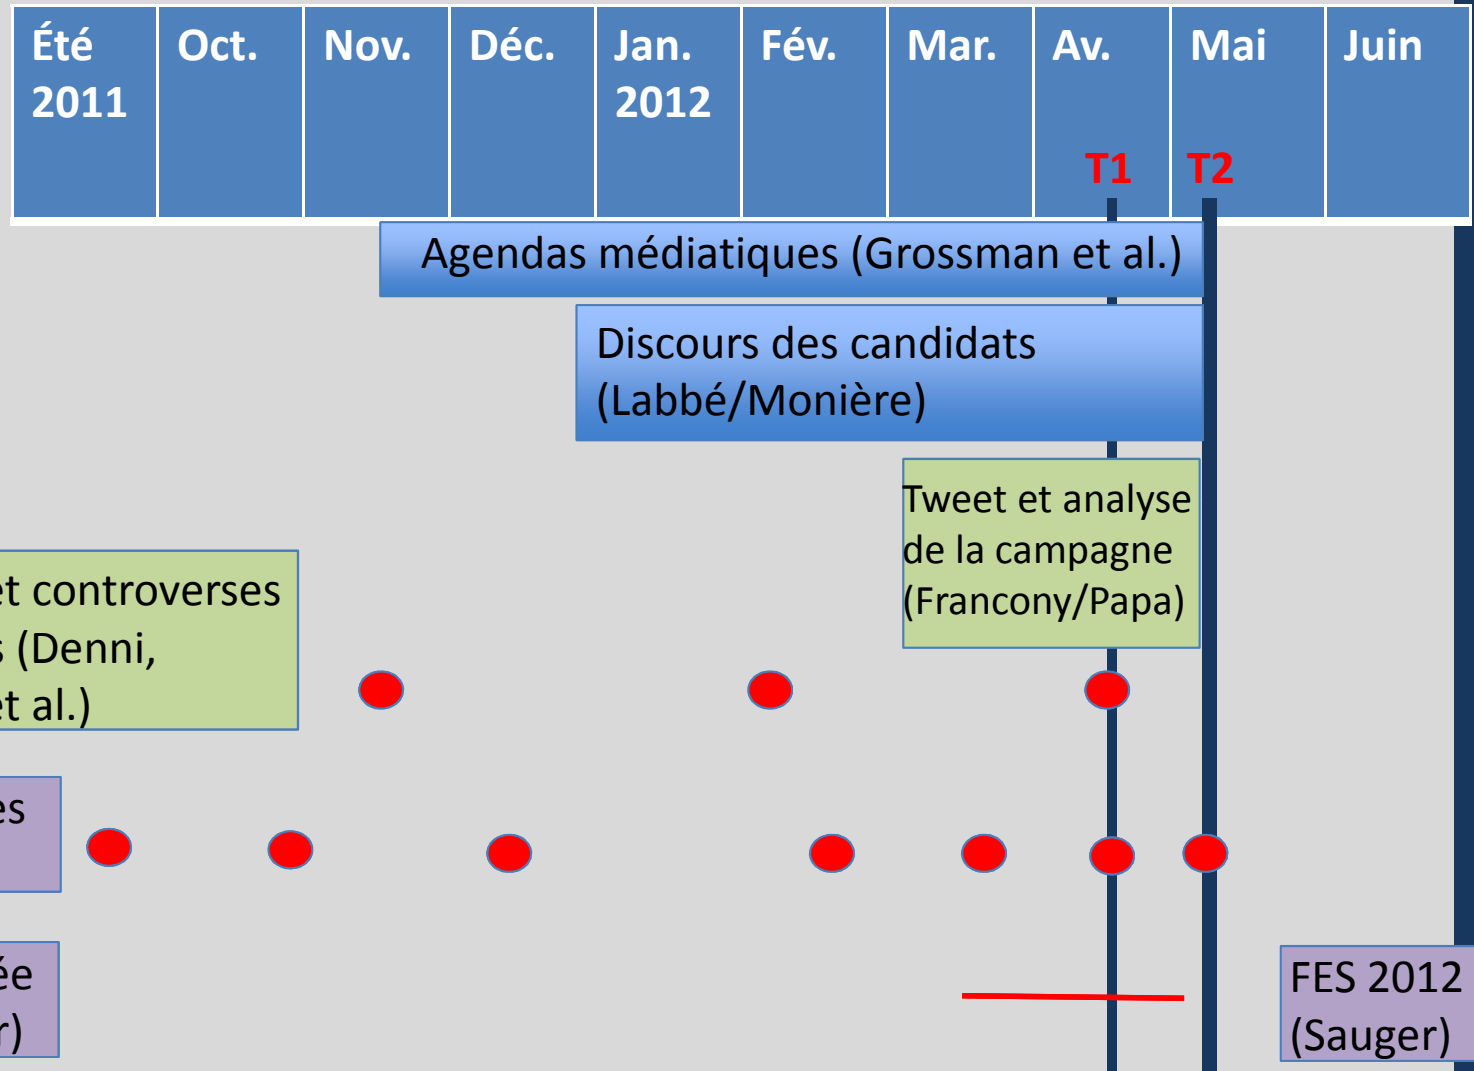 Été
2011
Oct.
Nov.
Déc.
Jan.
2012
Fév.
Mar.
Av.
Mai
Juin
T1
T2
Agendas médiatiques (Grossman et al.)
Discours des candidats
(Labbé/Monière)
Tweet et analyse
de la campagne
(Francony/Papa)
et controverses
s (Denni,
et al.)
es
ée
r)
FES 2012
(Sauger)